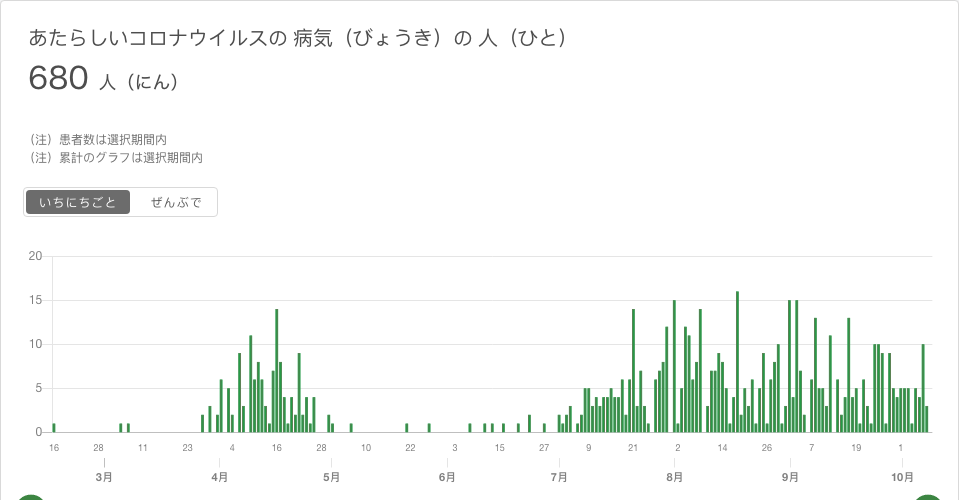 あたらしいコロナウイルスの 病気（びょうき）の 人（ひと）
680 人（にん）
（注）患者数は選択期間内
（注）累計のグラフは選択期間内
いちにちごと ぜんぶで
20
15
10
5
0
16 28 11 23 4 16 28 10 22 3 15 27 9 21 2 14 26 7 19 1
3月 4月 5月 6月 7月 8月 9月 10月